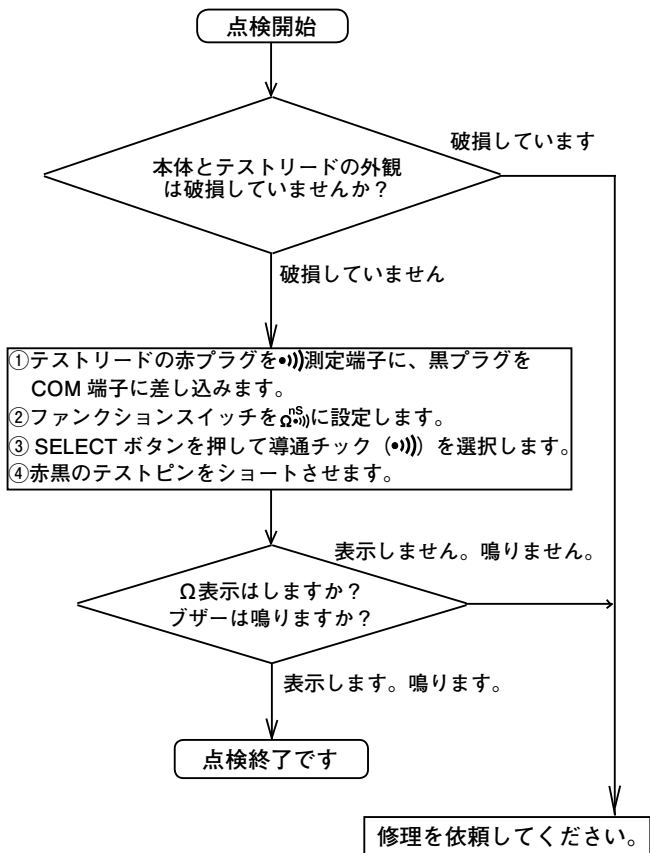 点検開始
本体とテストリードの外観
は破損していませんか？
破損しています
破損していません
①テストリードの赤プラグを•)))測定端子に、黒プラグを
COM 端子に差し込みます。
②ファンクションスイッチをΩnS•)))に設定します。
③ SELECT ボタンを押して導通チック（•)))）を選択します。
④赤黒のテストピンをショートさせます。
表示しません。鳴りません。
Ω表示はしますか？
ブザーは鳴りますか？
表示します。鳴ります。
点検終了です
修理を依頼してください。